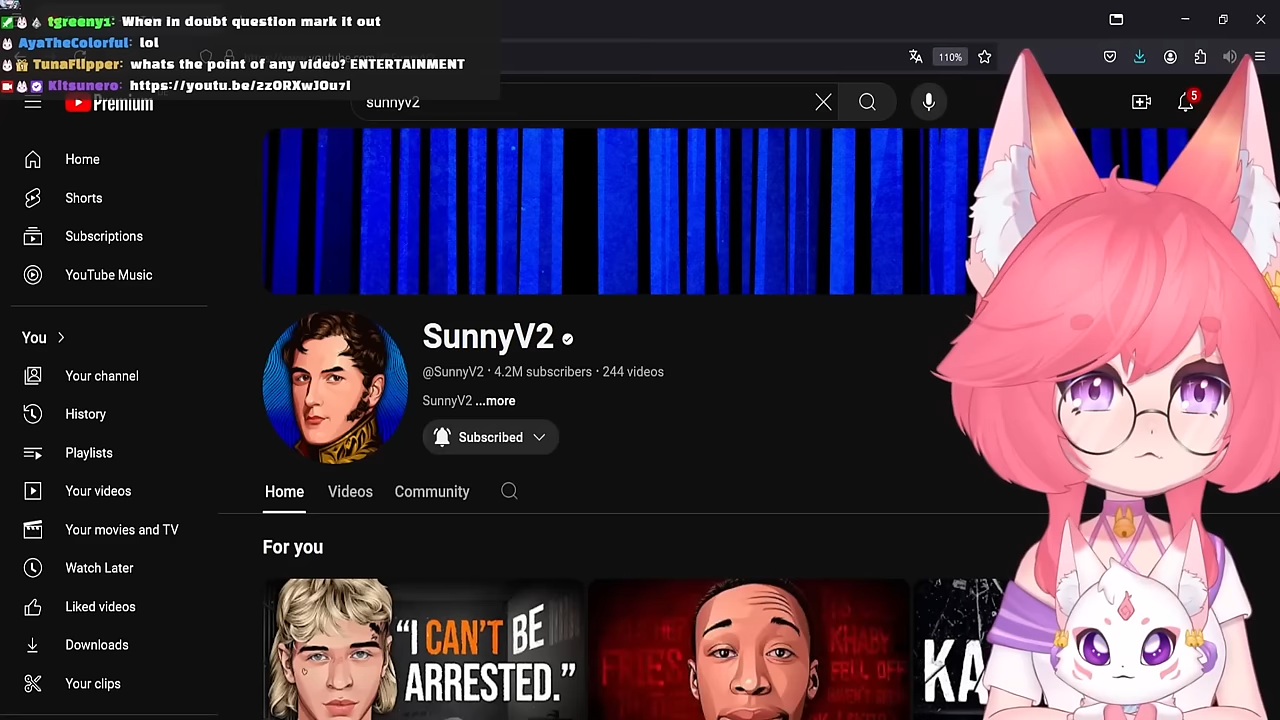 tgreeny1: When in doubt question mark it out
AyaTheColorful: lol
TunaFlipper: whats the point of any video? ENTERTAINMENT
Kitsunero: https://youtu.be/2zORXwJOu7I
110%
Premium
sunnyv2
5
Home
Shorts
Subscriptions
YouTube Music
You
Your channel
History
Playlists
Your videos
Your movies and TV
Watch Later
Liked videos
Downloads
Your clips
SunnyV2
@SunnyV2 · 4.2M subscribers · 244 videos
SunnyV2 ...more
Subscribed
Home Videos Community
For you
“I CAN'T BE
ARRESTED.”
KHABY
FELL OFF
KA